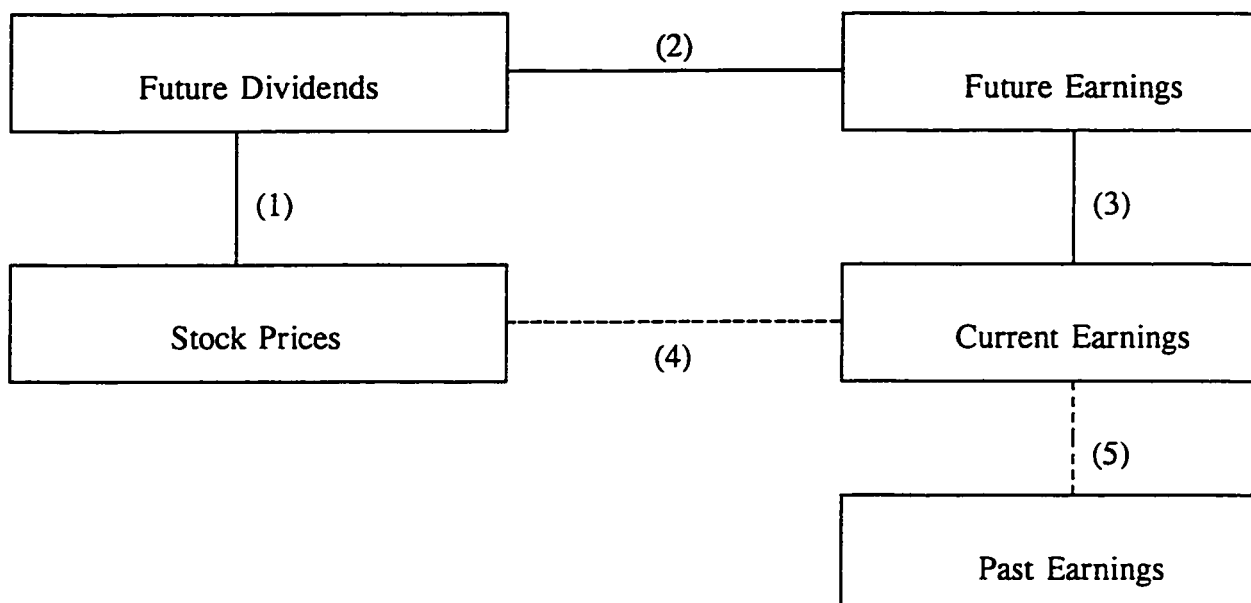 (2)
Future Dividends
Future Earnings
(1)
(3)
Stock Prices
Current Earnings
(4)
(5)
Past Earnings